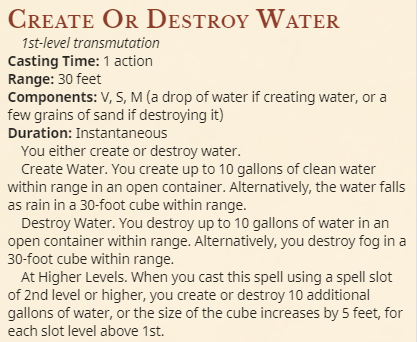 Create Or Destroy Water
1st-level transmutation
Casting Time: 1 action
Range: 30 feet
Components: V, S, M (a drop of water if creating water, or a
few grains of sand if destroying it)
Duration: Instantaneous
You either create or destroy water.
Create Water. You create up to 10 gallons of clean water
within range in an open container. Alternatively, the water falls
as rain in a 30-foot cube within range.
Destroy Water. You destroy up to 10 gallons of water in an
open container within range. Alternatively, you destroy fog in a
30-foot cube within range.
At Higher Levels. When you cast this spell using a spell slot
of 2nd level or higher, you create or destroy 10 additional
gallons of water, or the size of the cube increases by 5 feet, for
each slot level above 1st.